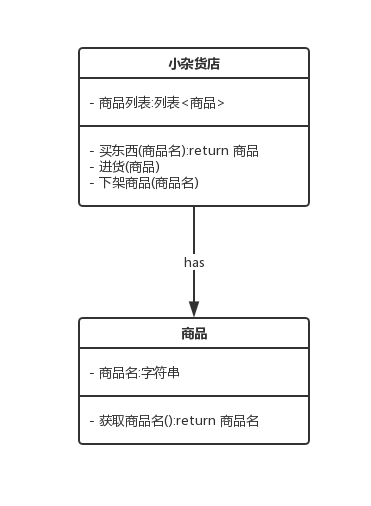 小杂货店
- 商品列表:列表<商品>
- 买东西(商品名):return 商品
- 进货(商品)
- 下架商品(商品名)
has
商品
- 商品名:字符串
- 获取商品名():return 商品名